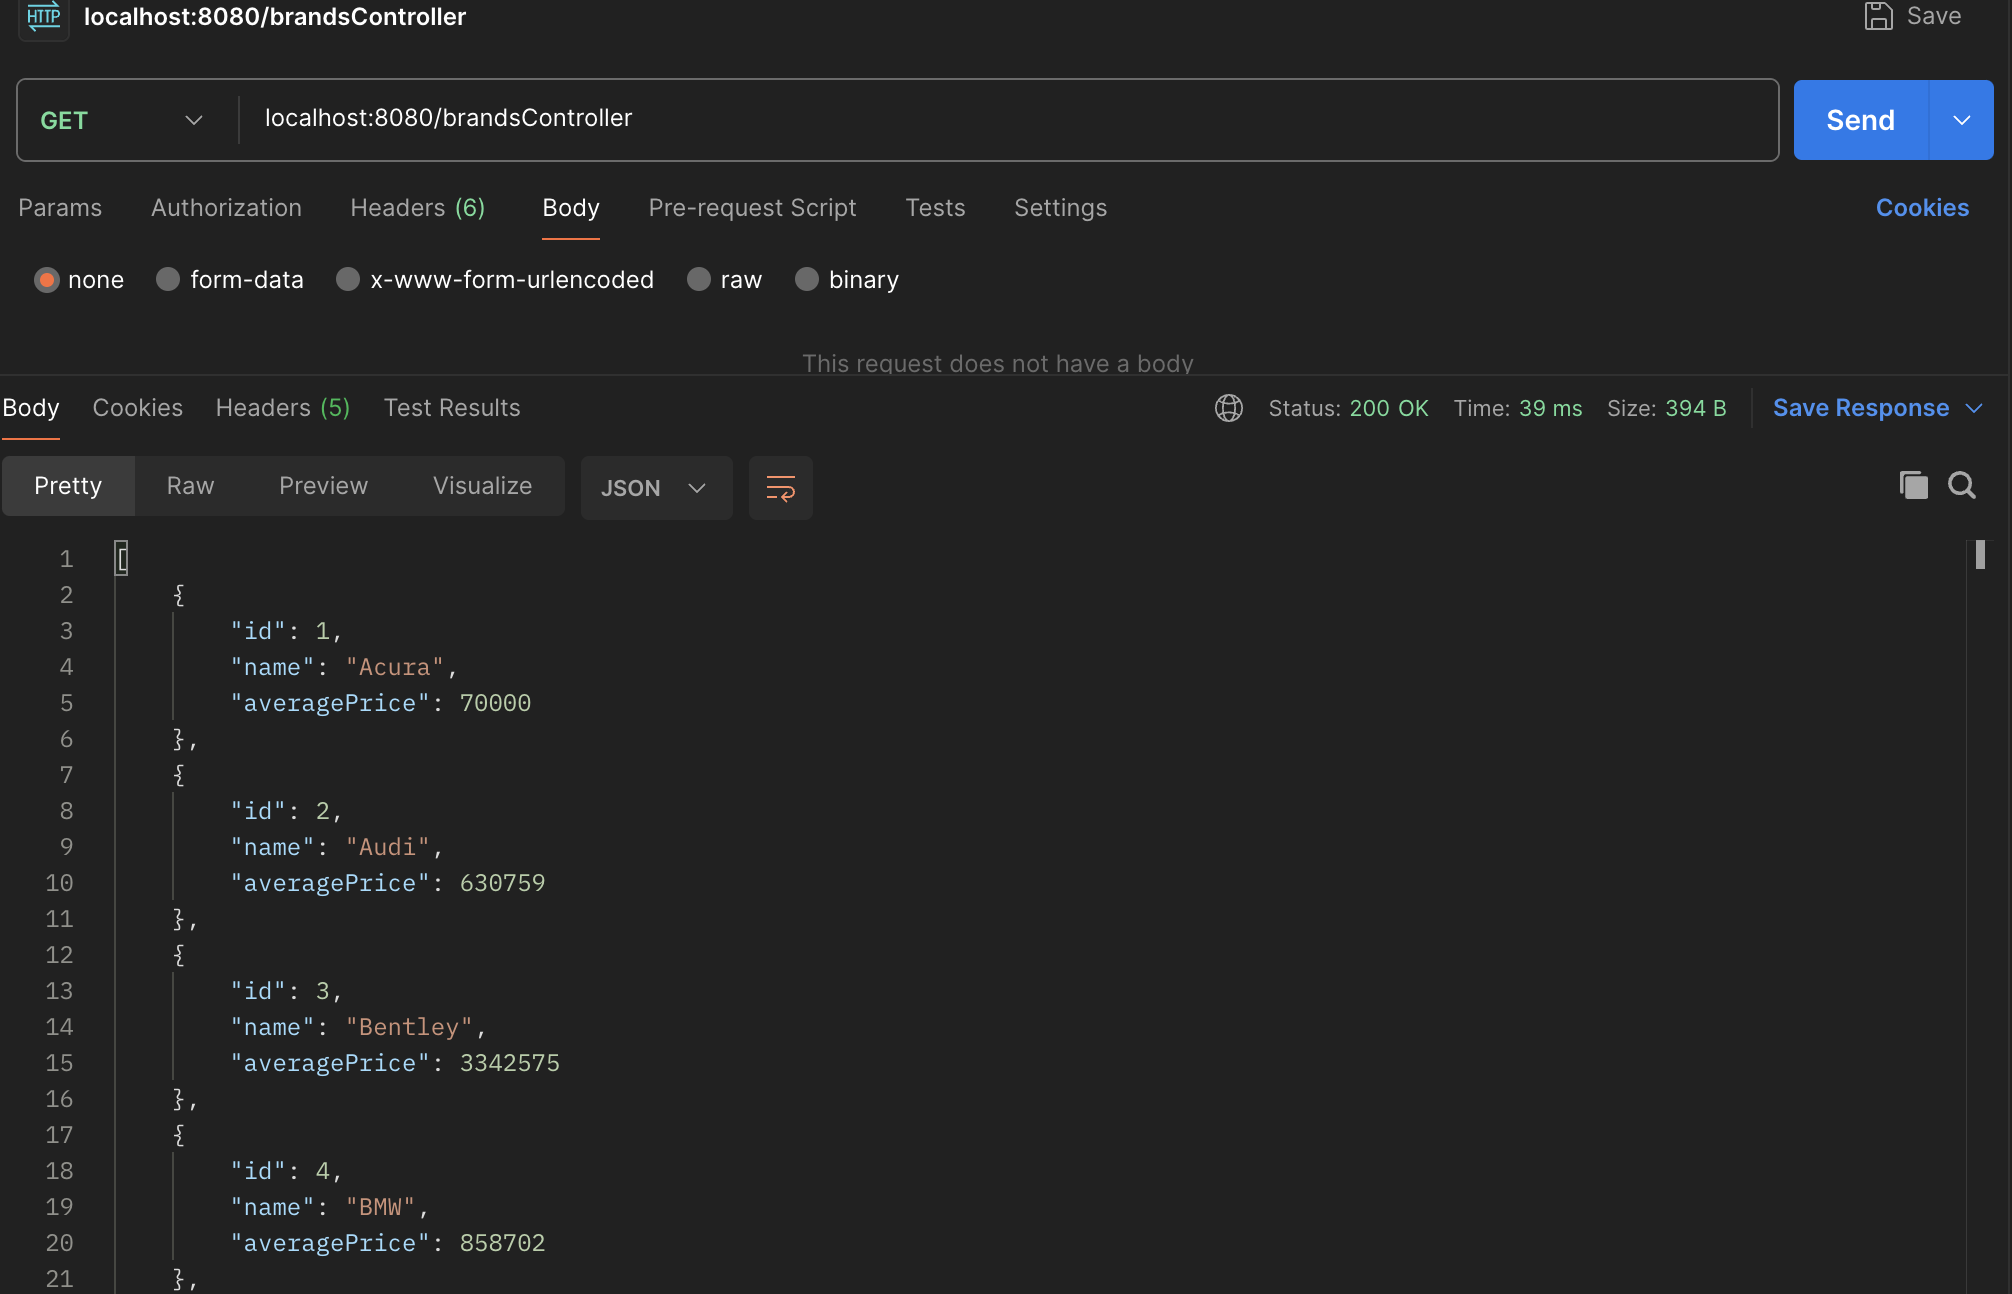 HTTP localhost:8080/brandsController Save
GET localhost:8080/brandsController Send
Params Authorization Headers (6) Body Pre-request Script Tests Settings Cookies
none form-data x-www-form-urlencoded raw binary
This request does not have a body
Body Cookies Headers (5) Test Results Status: 200 OK Time: 39 ms Size: 394 B Save Response
Pretty Raw Preview Visualize JSON
1 [
2 {
3 "id": 1,
4 "name": "Acura",
5 "averagePrice": 70000
6 },
7 {
8 "id": 2,
9 "name": "Audi",
10 "averagePrice": 630759
11 },
12 {
13 "id": 3,
14 "name": "Bentley",
15 "averagePrice": 3342575
16 },
17 {
18 "id": 4,
19 "name": "BMW",
20 "averagePrice": 858702
21 },